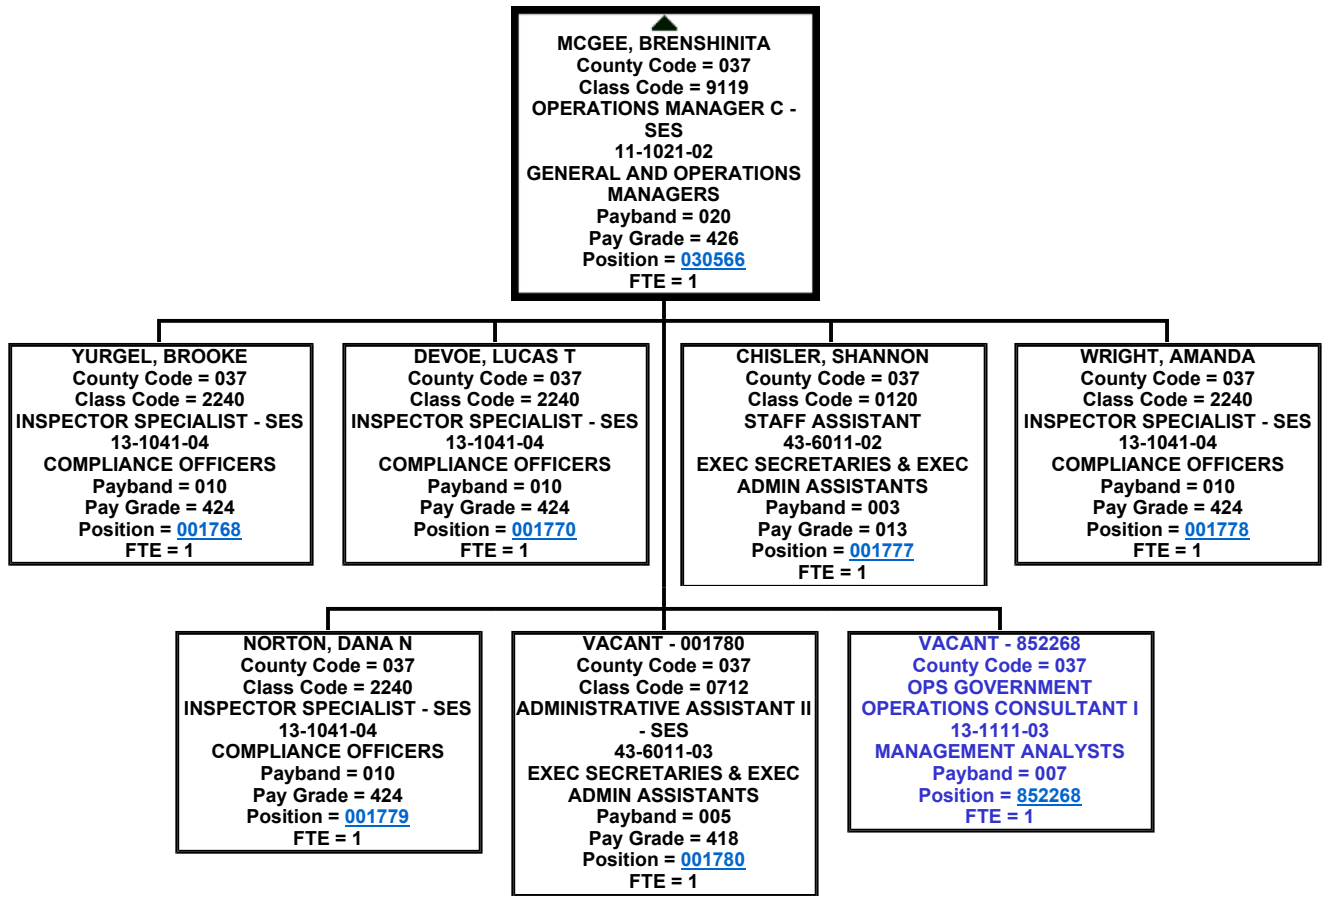 MCGEE, BRENSHINITA
County Code = 037
Class Code = 9119
OPERATIONS MANAGER C -
SES
11-1021-02
GENERAL AND OPERATIONS
MANAGERS
Payband = 020
Pay Grade = 426
Position = 030566
FTE = 1
YURGEL, BROOKE
County Code = 037
Class Code = 2240
INSPECTOR SPECIALIST - SES
13-1041-04
COMPLIANCE OFFICERS
Payband = 010
Pay Grade = 424
Position = 001768
FTE = 1
DEVOE, LUCAS T
County Code = 037
Class Code = 2240
INSPECTOR SPECIALIST - SES
13-1041-04
COMPLIANCE OFFICERS
Payband = 010
Pay Grade = 424
Position = 001770
FTE = 1
CHISLER, SHANNON
County Code = 037
Class Code = 0120
STAFF ASSISTANT
43-6011-02
EXEC SECRETARIES & EXEC
ADMIN ASSISTANTS
Payband = 003
Pay Grade = 013
Position = 001777
FTE = 1
WRIGHT, AMANDA
County Code = 037
Class Code = 2240
INSPECTOR SPECIALIST - SES
13-1041-04
COMPLIANCE OFFICERS
Payband = 010
Pay Grade = 424
Position = 001778
FTE = 1
NORTON, DANA N
County Code = 037
Class Code = 2240
INSPECTOR SPECIALIST - SES
13-1041-04
COMPLIANCE OFFICERS
Payband = 010
Pay Grade = 424
Position = 001779
FTE = 1
VACANT - 001780
County Code = 037
Class Code = 0712
ADMINISTRATIVE ASSISTANT II
- SES
43-6011-03
EXEC SECRETARIES & EXEC
ADMIN ASSISTANTS
Payband = 005
Pay Grade = 418
Position = 001780
FTE = 1
VACANT - 852268
County Code = 037
OPS GOVERNMENT
OPERATIONS CONSULTANT I
13-1111-03
MANAGEMENT ANALYSTS
Payband = 007
Position = 852268
FTE = 1